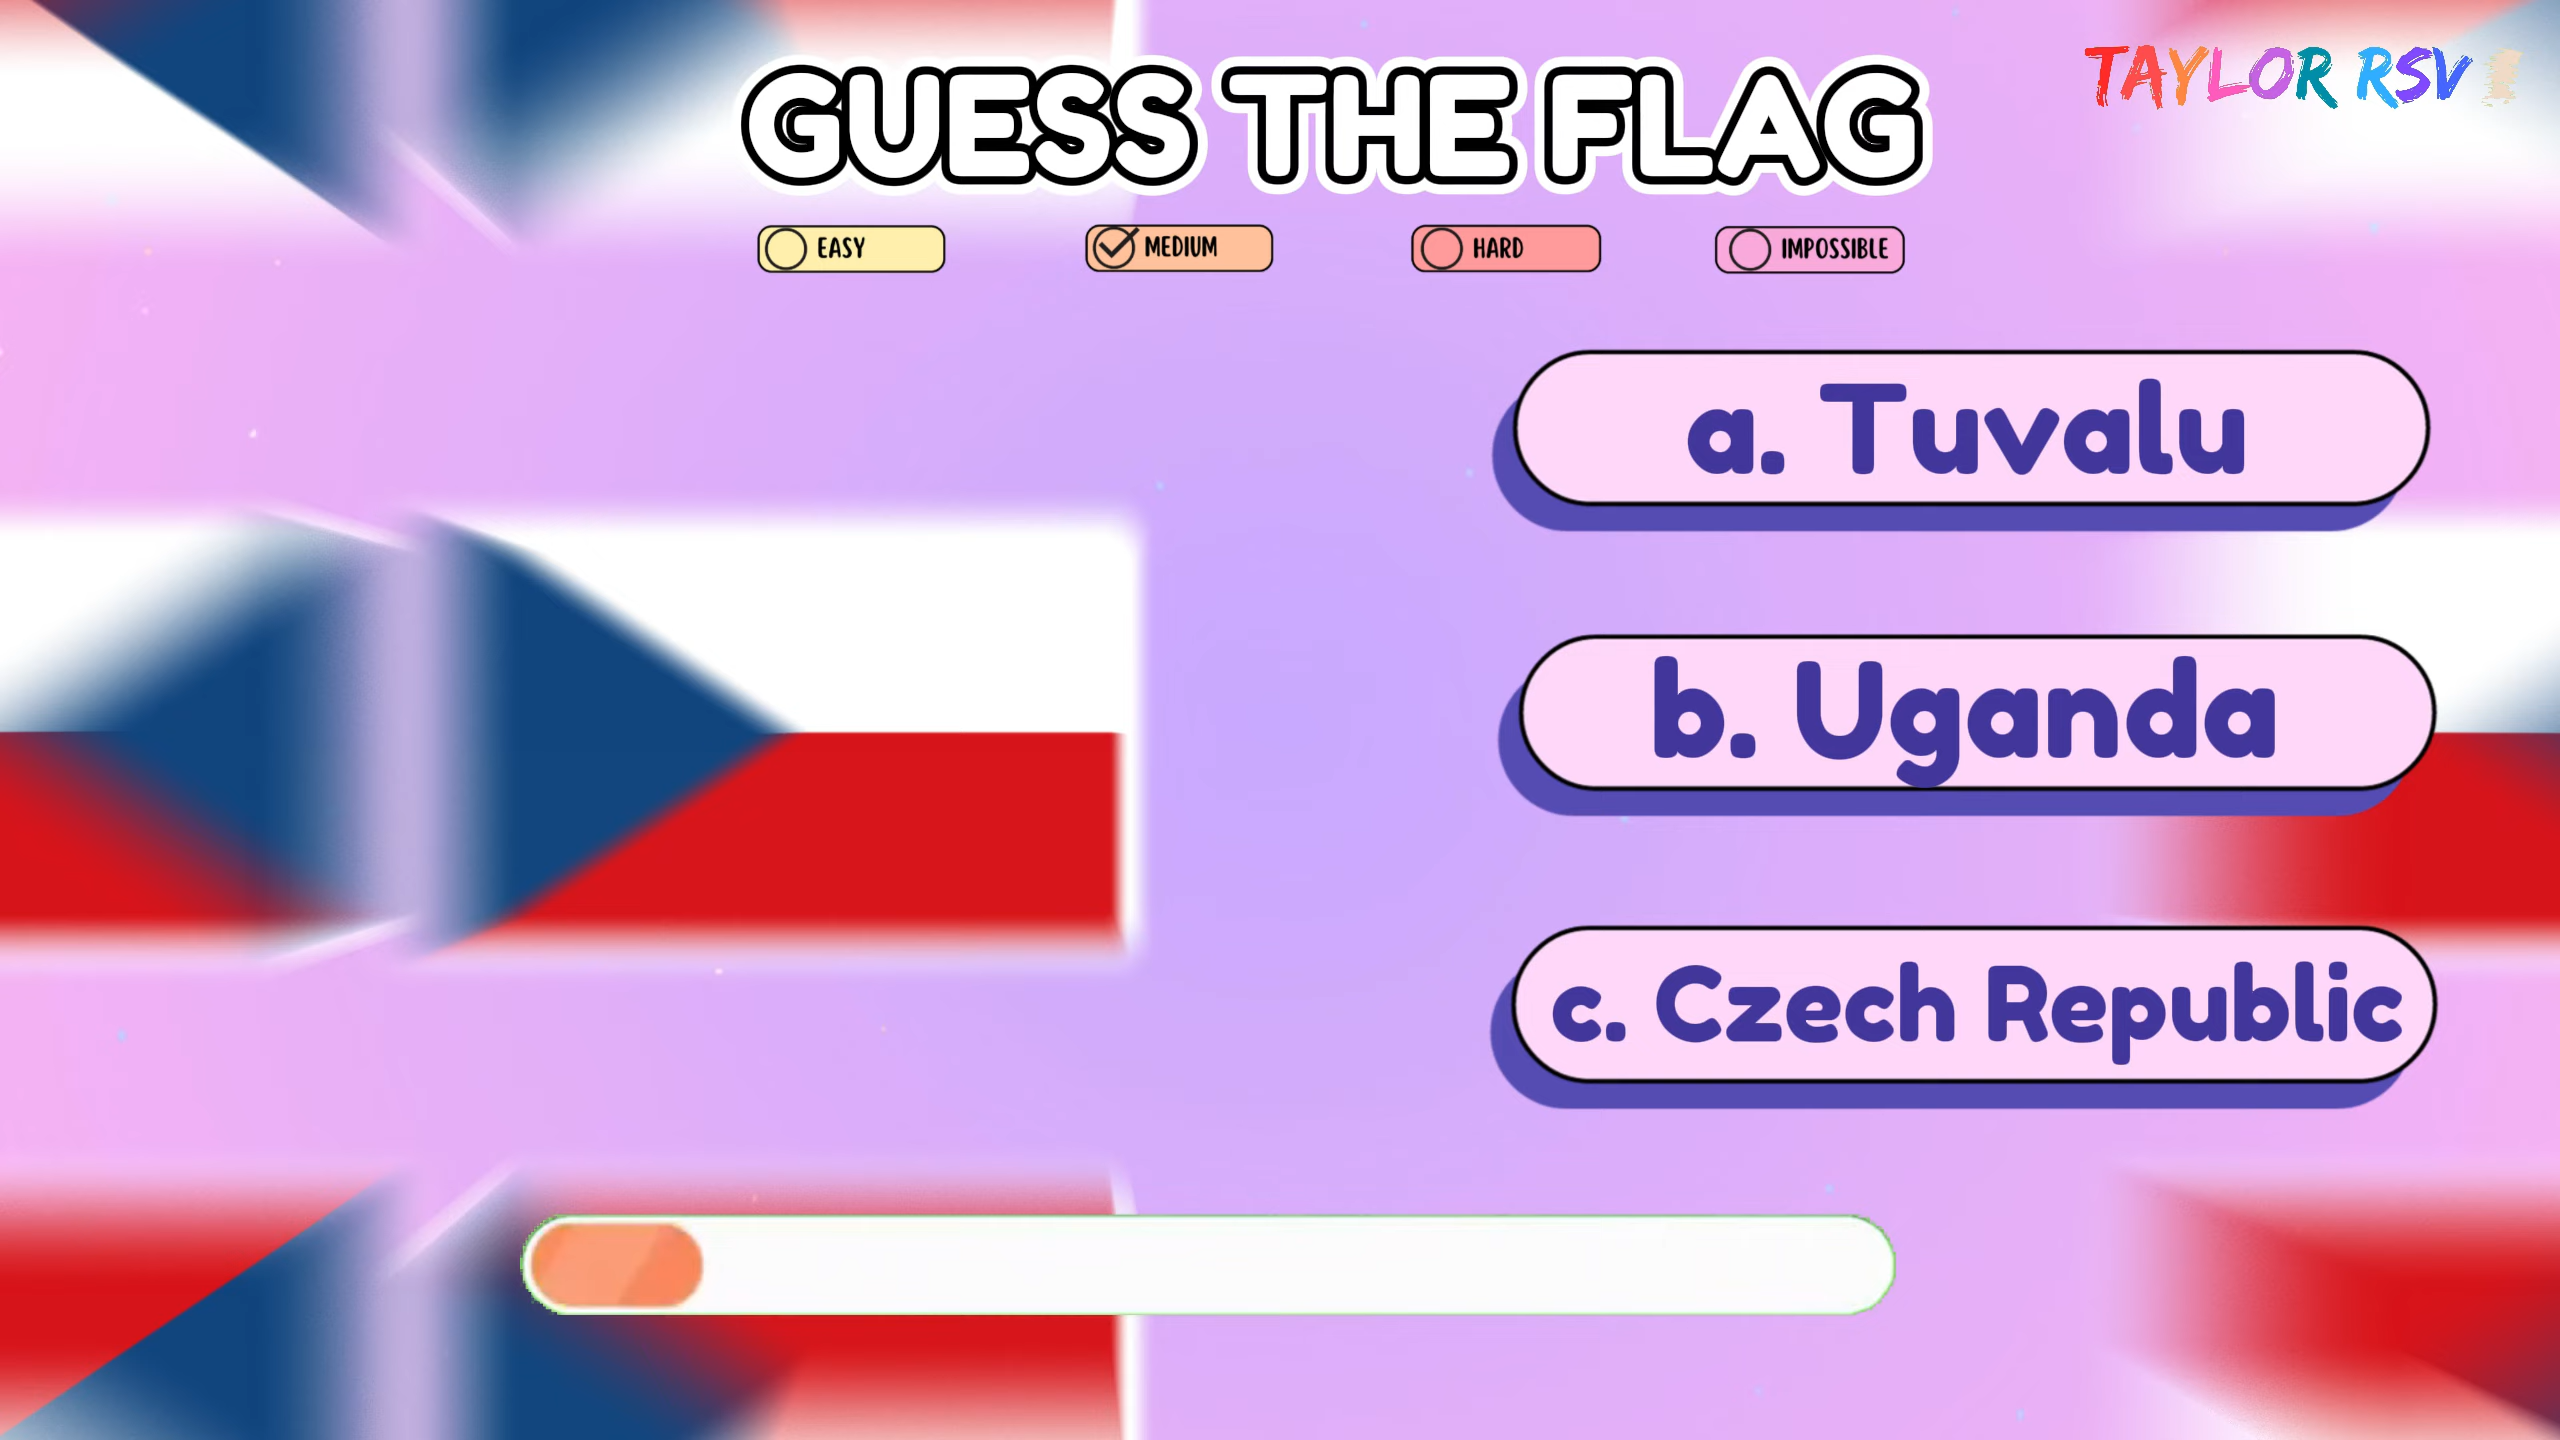 GUESS THE FLAG
TAYLOR RSV
EASY
MEDIUM
HARD
IMPOSSIBLE
a. Tuvalu
b. Uganda
c. Czech Republic